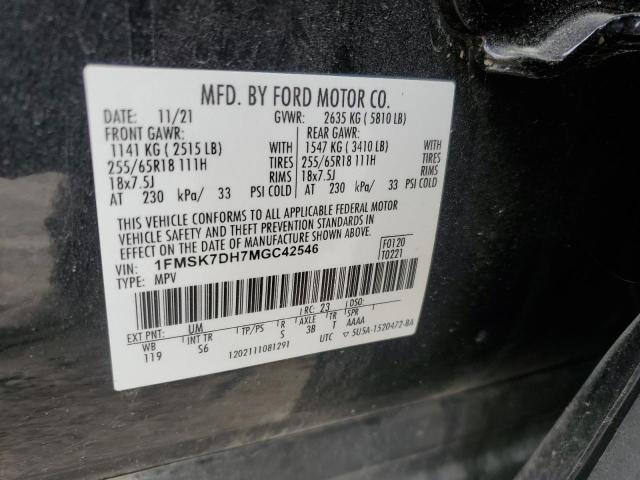 MFD. BY FORD MOTOR CO.
DATE: 11/21 GVWR: 2635 KG ( 5810 LB)
FRONT GAWR: REAR GAWR:
1141 KG ( 2515 LB) WITH 1547 KG ( 3410 LB) WITH
255/65R18 111H TIRES 255/65R18 111H TIRES
18x7.5J RIMS 18x7.5J RIMS
AT 230 kPa/ 33 PSI COLD AT 230 kPa/ 33 PSI COLD
THIS VEHICLE CONFORMS TO ALL APPLICABLE FEDERAL MOTOR
VEHICLE SAFETY AND THEFT PREVENTION STANDARDS IN
EFFECT ON THE DATE OF MANUFACTURE SHOWN ABOVE.
VIN: 1FMSK7DH7MGC42546 F0120
TYPE: MPV T0221
EXT PNT: UM RC: 23 DSO:
WB INT TR TP/PS R AXLE TR SPR
119 S6 S 3B T AAAA
1202111081291 UTC ▽ 5U5A-1520472-BA